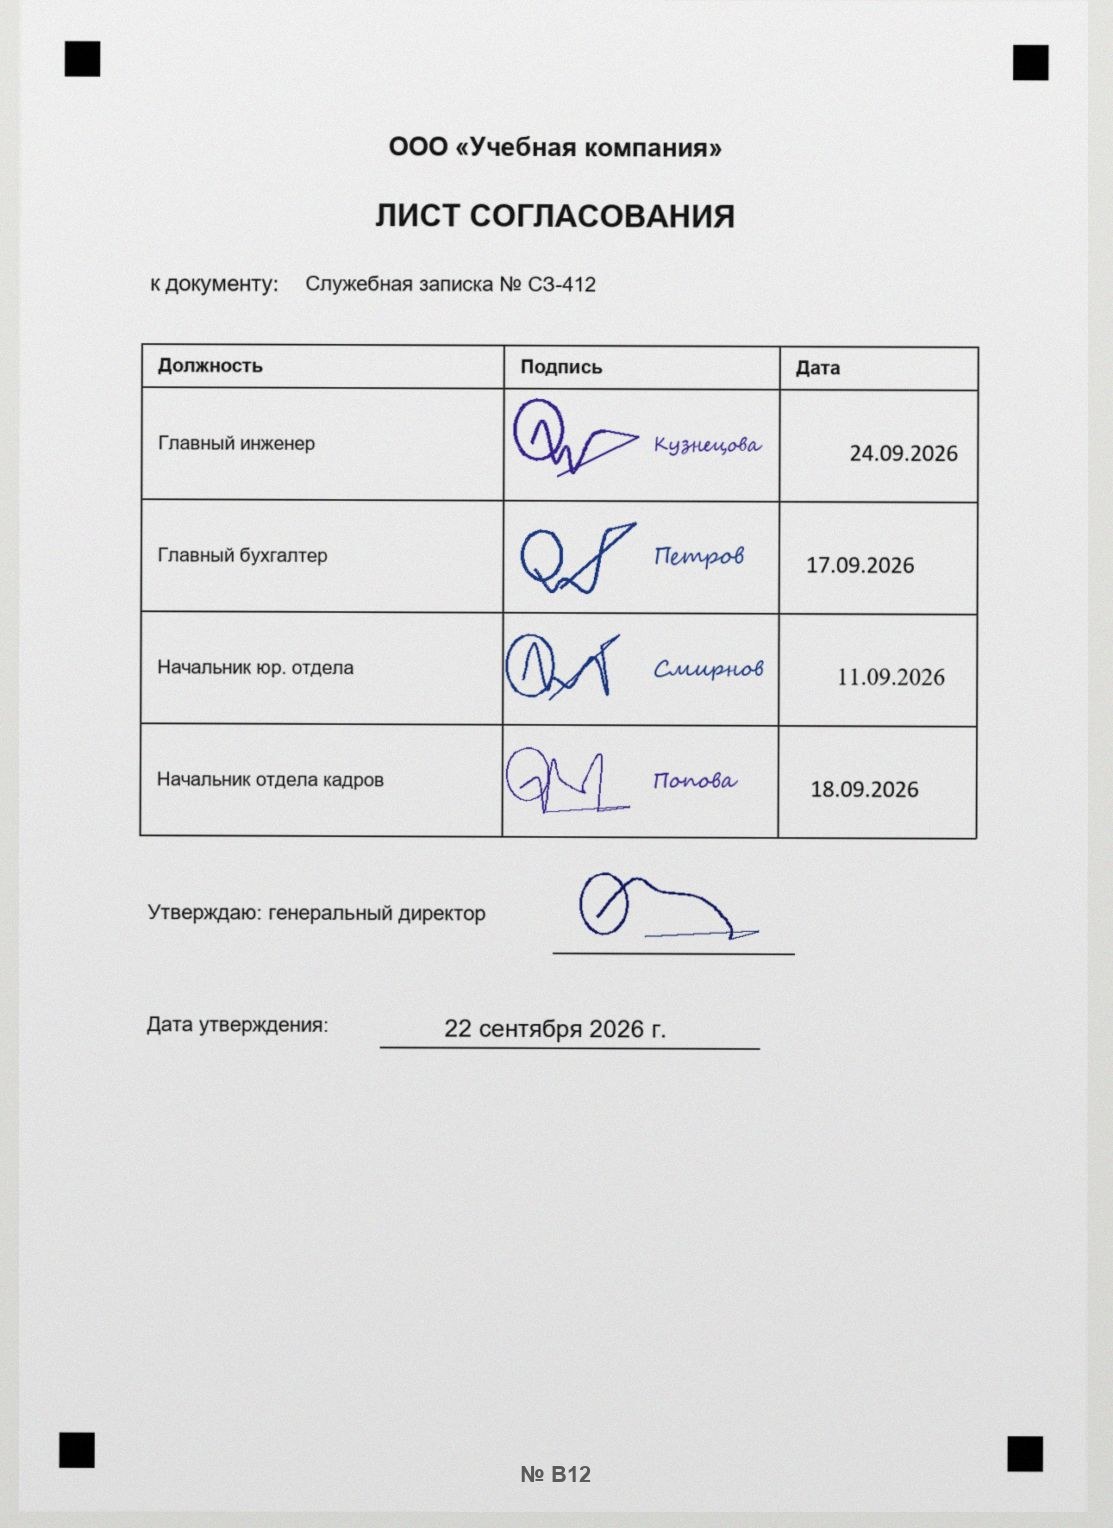 ООО «Учебная компания»
ЛИСТ СОГЛАСОВАНИЯ
к документу: Служебная записка № СЗ-412
Должность Подпись Дата
Главный инженер Кузнецова 24.09.2026
Главный бухгалтер Петров 17.09.2026
Начальник юр. отдела Смирнов 11.09.2026
Начальник отдела кадров Попова 18.09.2026
Утверждаю: генеральный директор
Дата утверждения: 22 сентября 2026 г.
№ B12